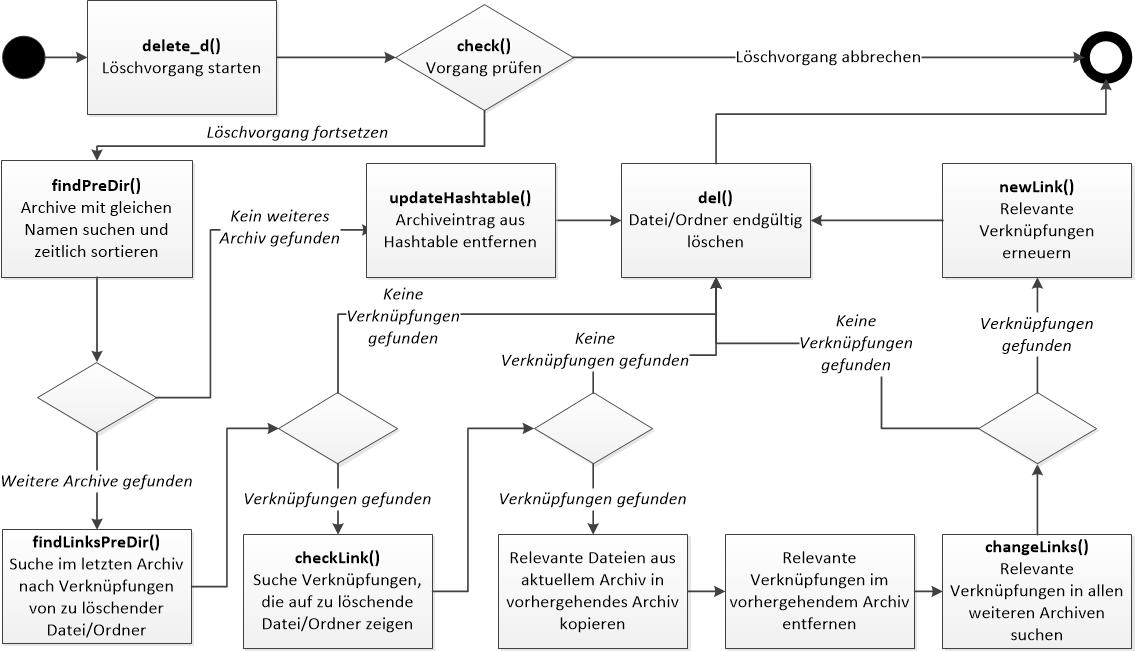 delete_d()
Löschvorgang starten
check()
Vorgang prüfen
Löschvorgang abbrechen
Löschvorgang fortsetzen
findPreDir()
Archive mit gleichen
Namen suchen und
zeitlich sortieren
Kein weiteres
Archiv gefunden
updateHashtable()
Archiveintrag aus
Hashtable entfernen
del()
Datei/Ordner endgültig
löschen
newLink()
Relevante
Verknüpfungen
erneuern
Keine
Verknüpfungen
gefunden
Keine
Verknüpfungen gefunden
Keine
Verknüpfungen
gefunden
Verknüpfungen
gefunden
Weitere Archive gefunden
Verknüpfungen gefunden
Verknüpfungen gefunden
findLinksPreDir()
Suche im letzten Archiv
nach Verknüpfungen
von zu löschender
Datei/Ordner
checkLink()
Suche Verknüpfungen,
die auf zu löschende
Datei/Ordner zeigen
Relevante Dateien aus
aktuellem Archiv in
vorhergehendes Archiv
kopieren
Relevante
Verknüpfungen im
vorhergehendem Archiv
entfernen
changeLinks()
Relevante
Verknüpfungen in allen
weiteren Archiven
suchen